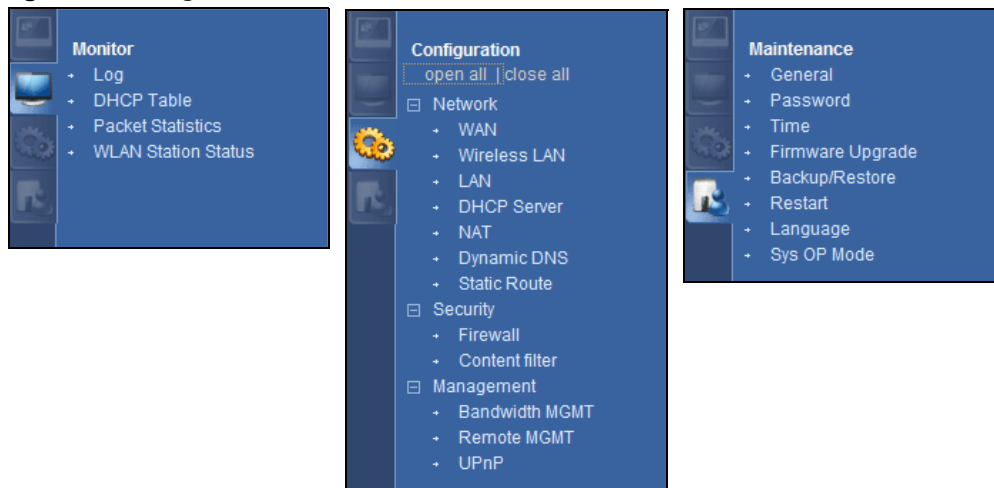 Monitor
Log
DHCP Table
Packet Statistics
WLAN Station Status
Configuration
open all | close all
Network
WAN
Wireless LAN
LAN
DHCP Server
NAT
Dynamic DNS
Static Route
Security
Firewall
Content filter
Management
Bandwidth MGMT
Remote MGMT
UPnP
Maintenance
General
Password
Time
Firmware Upgrade
Backup/Restore
Restart
Language
Sys OP Mode